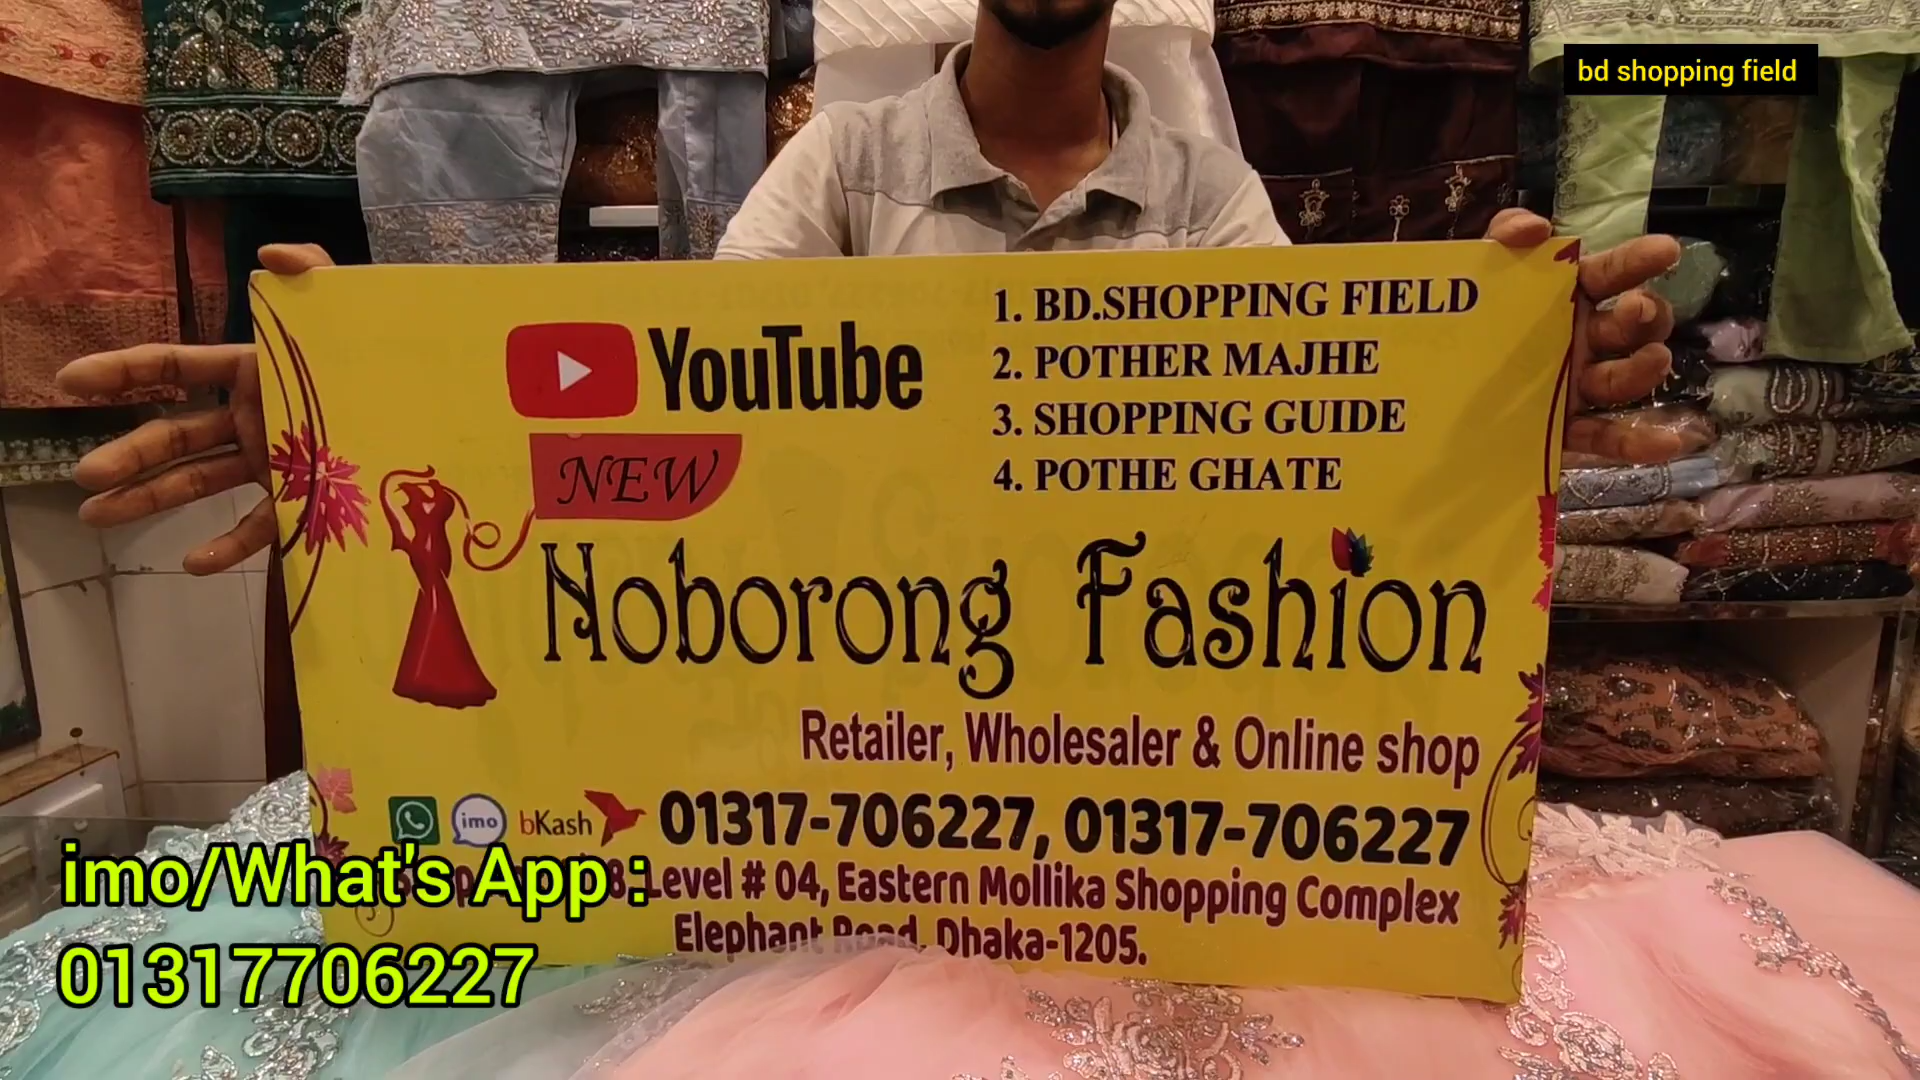 bd shopping field
YouTube
1. BD.SHOPPING FIELD
2. POTHER MAJHE
3. SHOPPING GUIDE
4. POTHE GHATE
NEW
Noborong Fashion
Retailer, Wholesaler & Online shop
imo bKash 01317-706227, 01317-706227
Level # 04, Eastern Mollika Shopping Complex
Elephant Road, Dhaka-1205.
imo/What's App :
01317706227